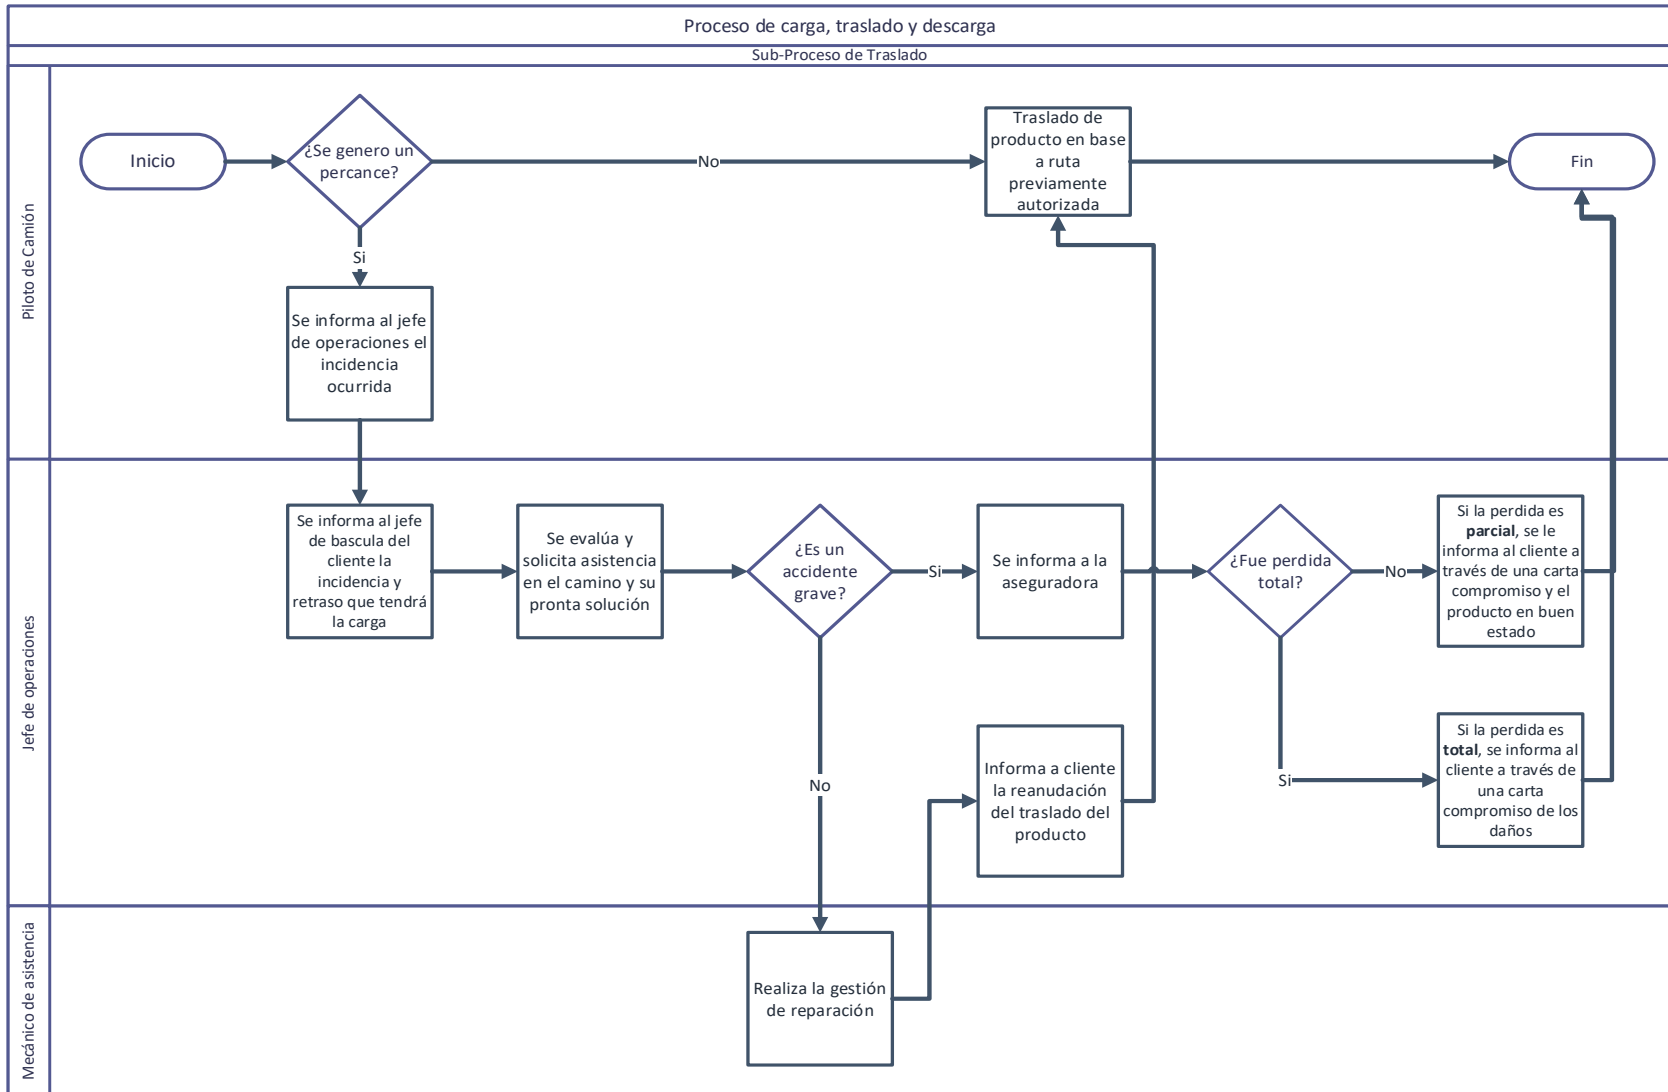 Proceso de carga, traslado y descarga
Sub-Proceso de Traslado
Piloto de Camión
Inicio
¿Se genero un
percance?
No
Traslado de
producto en base
a ruta
previamente
autorizada
Fin
Si
Se informa al jefe
de operaciones el
incidencia
ocurrida
Jefe de operaciones
Se informa al jefe
de bascula del
cliente la
incidencia y
retraso que tendrá
la carga
Se evalúa y
solicita asistencia
en el camino y su
pronta solución
¿Es un
accidente
grave?
Si
Se informa a la
aseguradora
¿Fue perdida
total?
No
Si la perdida es
parcial, se le
informa al cliente a
través de una carta
compromiso y el
producto en buen
estado
No
Informa a cliente
la reanudación
del traslado del
producto
Si
Si la perdida es
total, se informa al
cliente a través de
una carta
compromiso de los
daños
Mecánico de asistencia
Realiza la gestión
de reparación